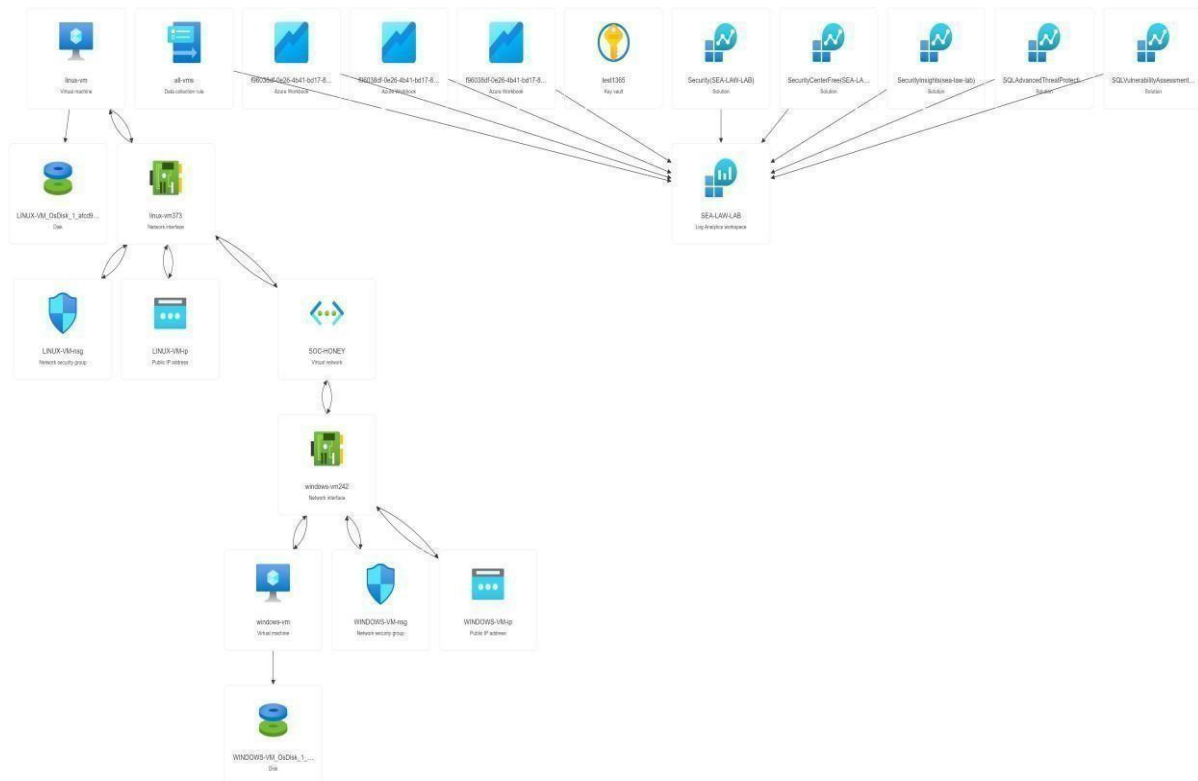 linux-vm
Virtual machine
all-vms
Data collection rule
f96038df-0e26-4b41-bd17-8...
Azure Workbook
f96038df-0e26-4b41-bd17-8...
Azure Workbook
f96038df-0e26-4b41-bd17-8...
Azure Workbook
test1365
Key vault
Security(SEA-LAW-LAB)
Solution
SecurityCenterFree(SEA-LA...
Solution
SecurityInsights(sea-law-lab)
Solution
SQLAdvancedThreatProtecti...
Solution
SQLVulnerabilityAssessment...
Solution
LINUX-VM_OsDisk_1_afcd9...
Disk
linux-vm373
Network interface
SEA-LAW-LAB
Log Analytics workspace
LINUX-VM-nsg
Network security group
LINUX-VM-ip
Public IP address
SOC-HONEY
Virtual network
windows-vm242
Network interface
windows-vm
Virtual machine
WINDOWS-VM-nsg
Network security group
WINDOWS-VM-ip
Public IP address
WINDOWS-VM_OsDisk_1_...
Disk